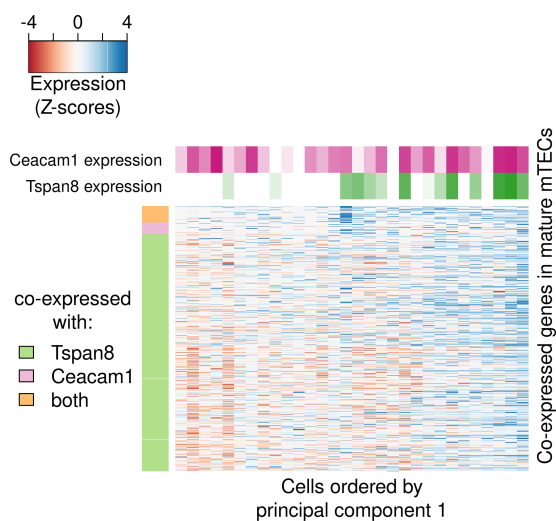 -4 0 2 4
Expression
(Z-scores)
Ceacam1 expression
Tspan8 expression
co-expressed
with:
Tspan8
Ceacam1
both
Co-expressed genes in mature mTECs
Cells ordered by
principal component 1